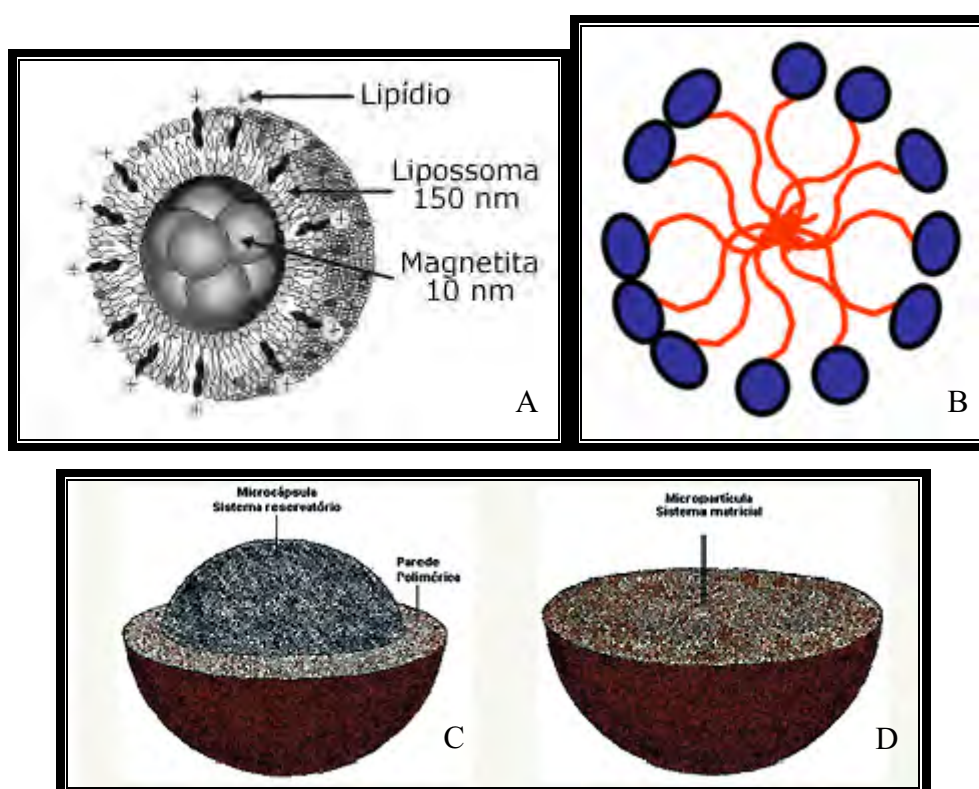 Lipídio
Lipossoma
150 nm
Magnetita
10 nm
A
B
Microcápsula
Sistema reservatório
Parede
Polimérica
C
Micropartícula
Sistema matricial
D